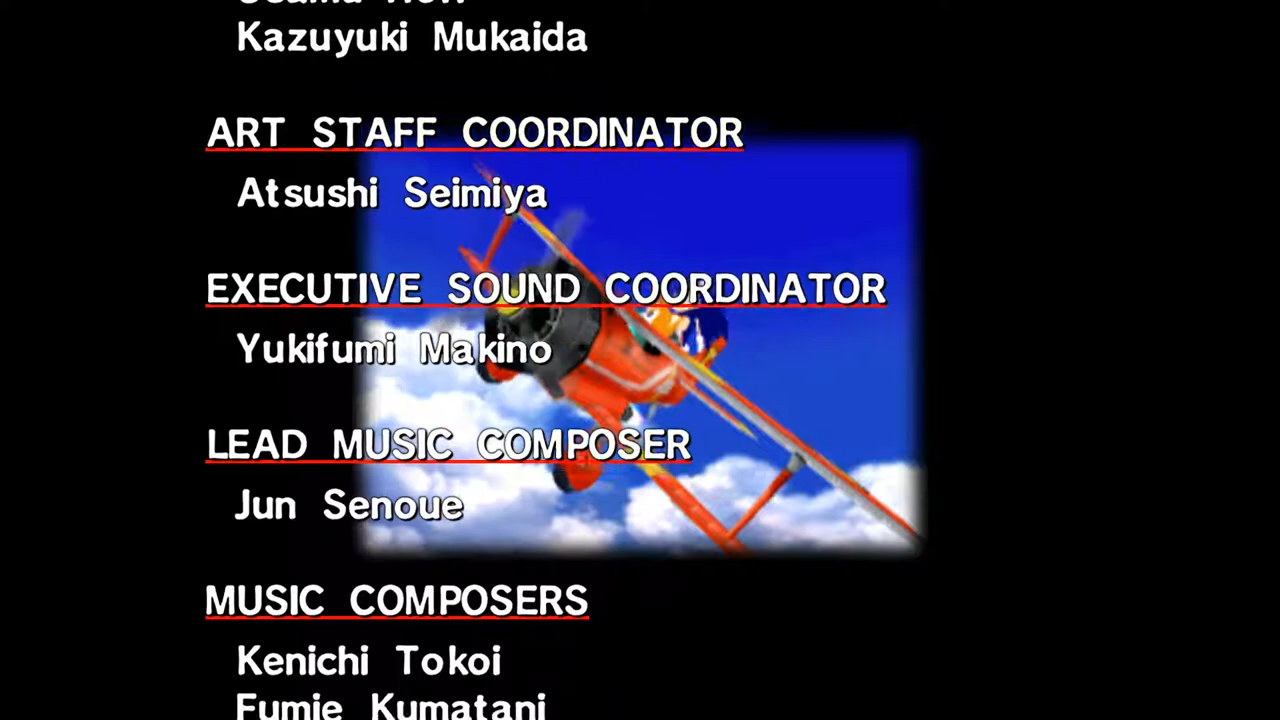 Kazuyuki Mukaida
ART STAFF COORDINATOR
Atsushi Seimiya
EXECUTIVE SOUND COORDINATOR
Yukifumi Makino
LEAD MUSIC COMPOSER
Jun Senoue
MUSIC COMPOSERS
Kenichi Tokoi
Fumie Kumatani